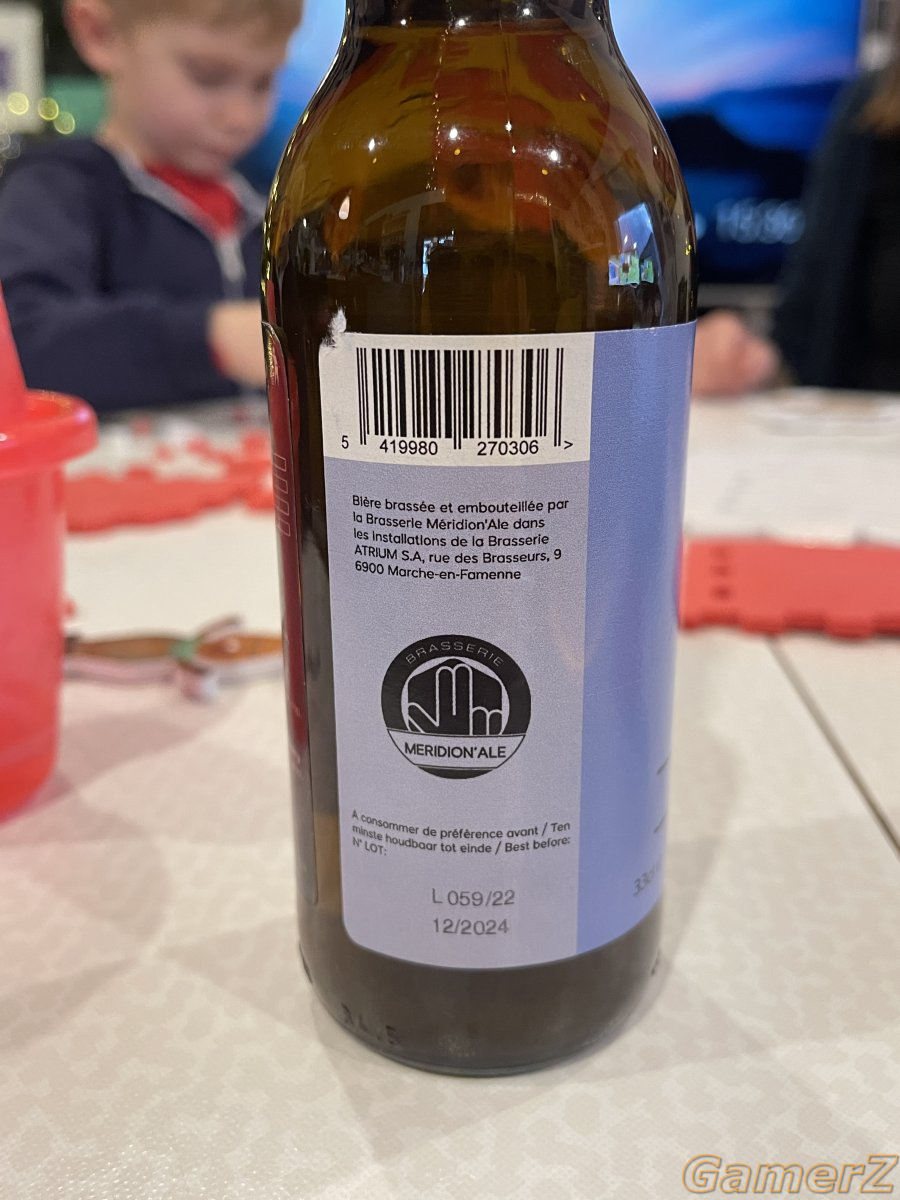 5 419980 270306 >
Bière brassée et embouteillée par
la Brasserie Méridion'Ale dans
les installations de la Brasserie
ATRIUM S.A, rue des Brasseurs, 9
6900 Marche-en-Famenne
BRASSERIE
MERIDION'ALE
A consommer de préférence avant / Ten
minste houdbaar tot einde / Best before:
N° LOT:
L 059/22
12/2024
GamerZ